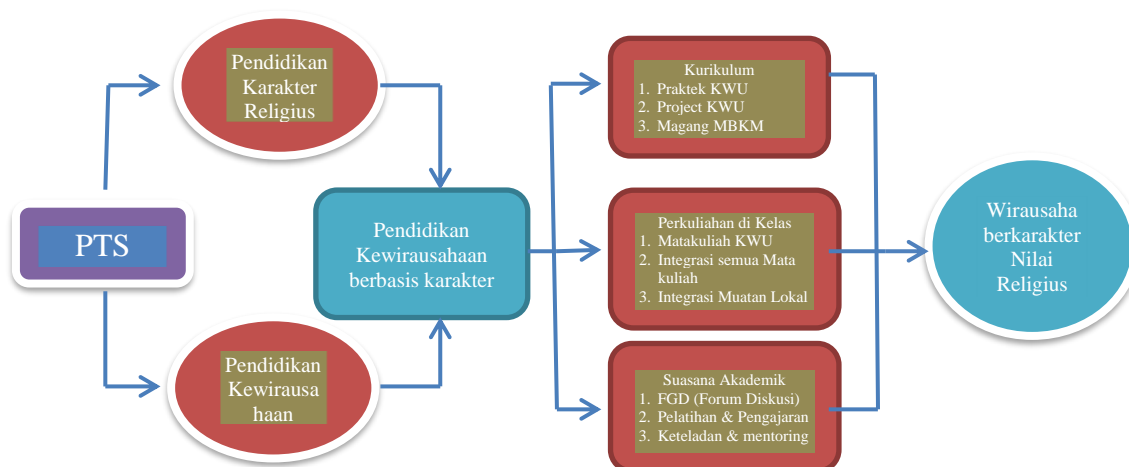 PTS
Pendidikan
Karakter
Religius
Pendidikan
Kewirausa
haan
Pendidikan
Kewirausahaan
berbasis karakter
Kurikulum
1. Praktek KWU
2. Project KWU
3. Magang MBKM
Perkuliahan di Kelas
1. Matakuliah KWU
2. Integrasi semua Mata
kuliah
3. Integrasi Muatan Lokal
Suasana Akademik
1. FGD (Forum Diskusi)
2. Pelatihan & Pengajaran
3. Keteladan & mentoring
Wirausaha
berkarakter
Nilai
Religius